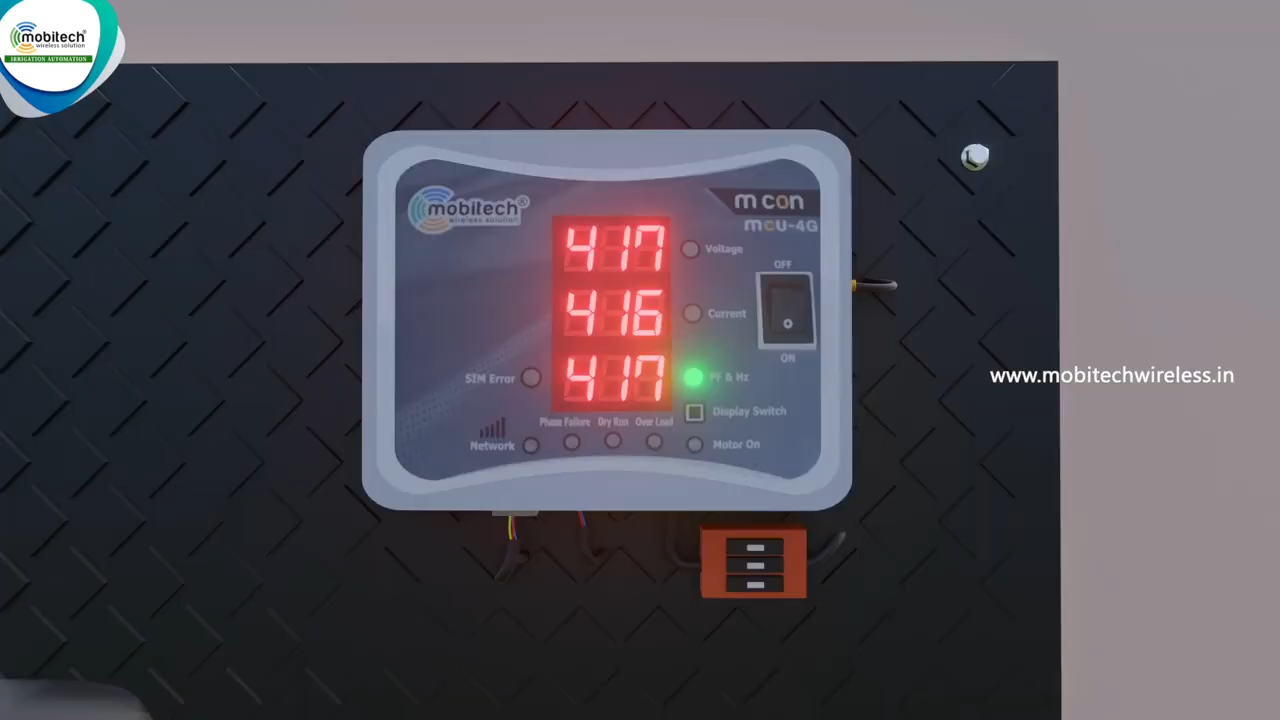 mobitech®
wireless solution
IRRIGATION AUTOMATION
mobitech®
wireless solution
m con
mcu-4G
417
416
417
Voltage
Current
PF & Hz
Display Switch
Motor On
OFF
ON
SIM Error
Network
Phase Failure
Dry Run
Over Load
www.mobitechwireless.in